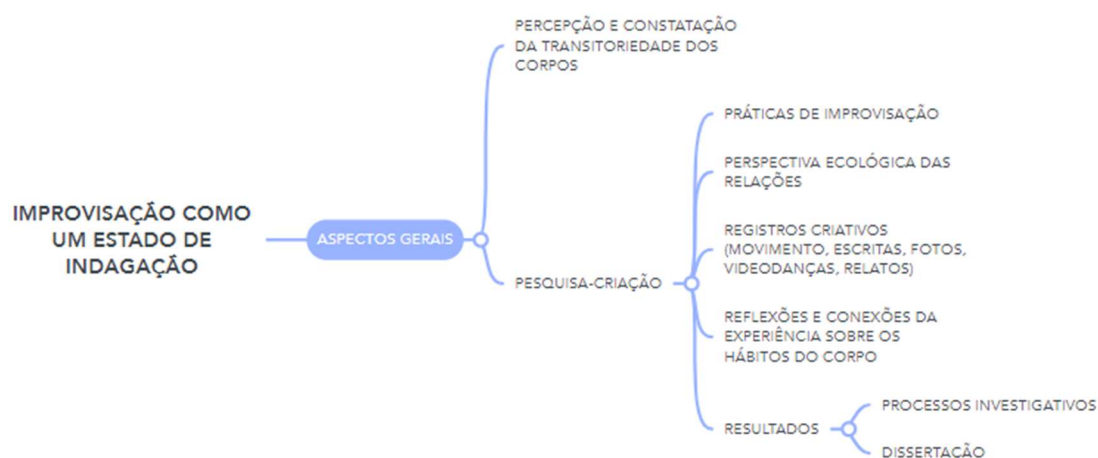 IMPROVISAÇÃO COMO
UM ESTADO DE
INDAGAÇÃO
ASPECTOS GERAIS
PERCEPÇÃO E CONSTATAÇÃO
DA TRANSITORIEDADE DOS
CORPOS
PESQUISA-CRIAÇÃO
PRÁTICAS DE IMPROVISAÇÃO
PERSPECTIVA ECOLÓGICA DAS
RELAÇÕES
REGISTROS CRIATIVOS
(MOVIMENTO, ESCRITAS, FOTOS,
VIDEODANÇAS, RELATOS)
REFLEXÕES E CONEXÕES DA
EXPERIÊNCIA SOBRE OS
HÁBITOS DO CORPO
RESULTADOS
PROCESSOS INVESTIGATIVOS
DISSERTAÇÃO